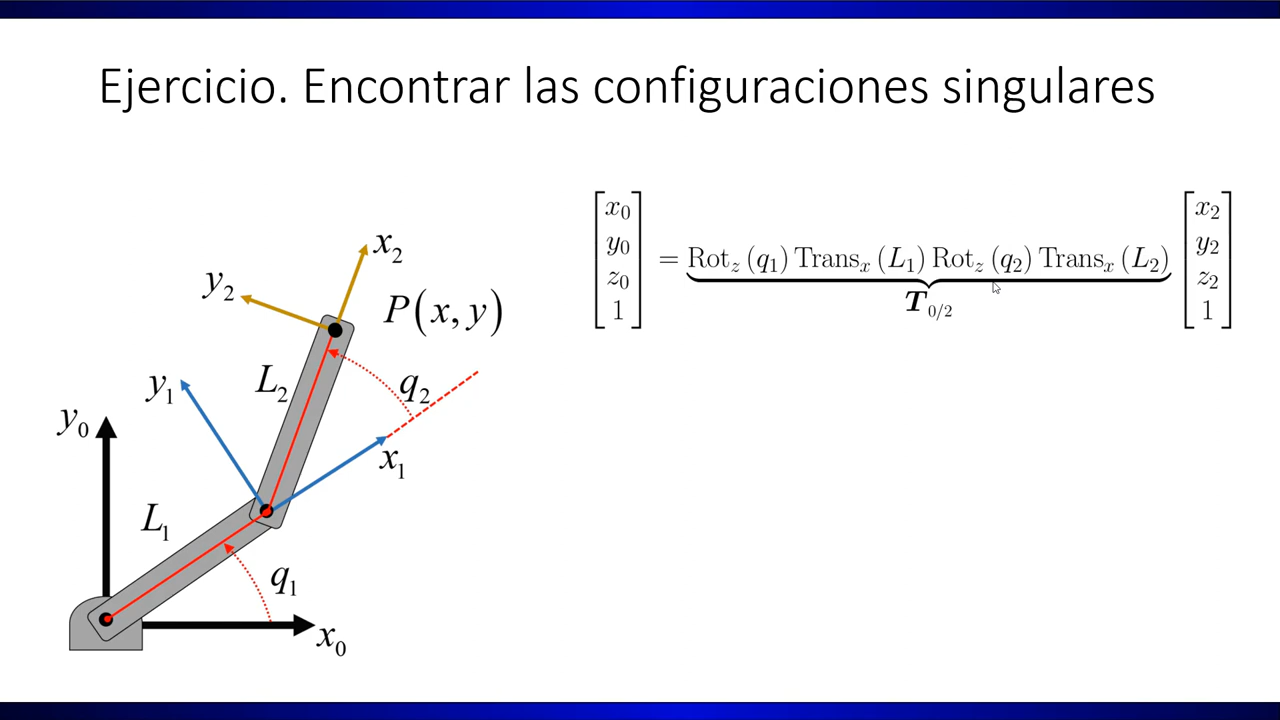 Ejercicio. Encontrar las configuraciones singulares
x₀
y₀
z₀
1
= Rot_z (q₁) Trans_x (L₁) Rot_z (q₂) Trans_x (L₂)
T₀/₂
x₂
y₂
z₂
1
x₂
y₂
P(x, y)
L₂
q₂
y₁
x₁
y₀
L₁
q₁
x₀